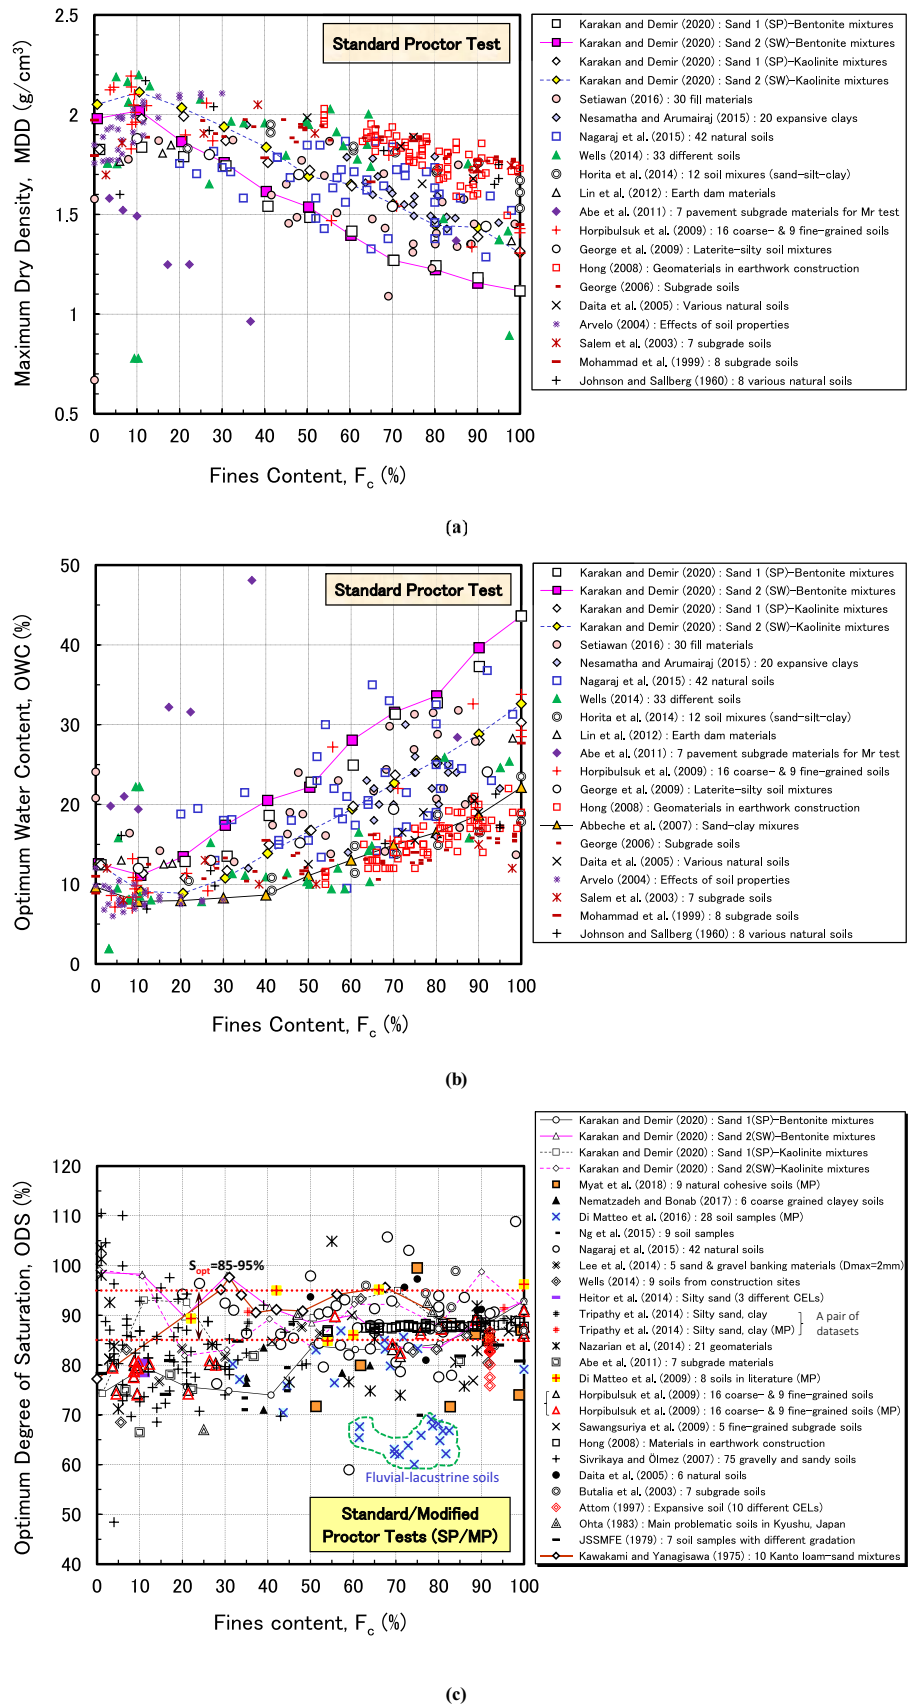 Standard Proctor Test
Maximum Dry Density, MDD (g/cm³)
2.5
2
1.5
1
0.5
0 10 20 30 40 50 60 70 80 90 100
Fines Content, Fc (%)
Karakan and Demir (2020) : Sand 1 (SP)-Bentonite mixtures
Karakan and Demir (2020) : Sand 2 (SW)-Bentonite mixtures
Karakan and Demir (2020) : Sand 1 (SP)-Kaolinite mixtures
Karakan and Demir (2020) : Sand 2 (SW)-Kaolinite mixtures
Setiawan (2016) : 30 fill materials
Nesamatha and Arumairaj (2015) : 20 expansive clays
Nagaraj et al. (2015) : 42 natural soils
Wells (2014) : 33 different soils
Horita et al. (2014) : 12 soil mixures (sand-silt-clay)
Lin et al. (2012) : Earth dam materials
Abe et al. (2011) : 7 pavement subgrade materials for Mr test
Horpibulsuk et al. (2009) : 16 coarse- & 9 fine-grained soils
George et al. (2009) : Laterite-silty soil mixtures
Hong (2008) : Geomaterials in earthwork construction
George (2006) : Subgrade soils
Daita et al. (2005) : Various natural soils
Arvelo (2004) : Effects of soil properties
Salem et al. (2003) : 7 subgrade soils
Mohammad et al. (1999) : 8 subgrade soils
Johnson and Sallberg (1960) : 8 various natural soils
(a)
Standard Proctor Test
Optimum Water Content, OWC (%)
50
40
30
20
10
0
0 10 20 30 40 50 60 70 80 90 100
Fines Content, Fc (%)
Karakan and Demir (2020) : Sand 1 (SP)-Bentonite mixtures
Karakan and Demir (2020) : Sand 2 (SW)-Bentonite mixtures
Karakan and Demir (2020) : Sand 1 (SP)-Kaolinite mixtures
Karakan and Demir (2020) : Sand 2 (SW)-Kaolinite mixtures
Setiawan (2016) : 30 fill materials
Nesamatha and Arumairaj (2015) : 20 expansive clays
Nagaraj et al. (2015) : 42 natural soils
Wells (2014) : 33 different soils
Horita et al. (2014) : 12 soil mixures (sand-silt-clay)
Lin et al. (2012) : Earth dam materials
Abe et al. (2011) : 7 pavement subgrade materials for Mr test
Horpibulsuk et al. (2009) : 16 coarse- & 9 fine-grained soils
George et al. (2009) : Laterite-silty soil mixtures
Hong (2008) : Geomaterials in earthwork construction
Abbeche et al. (2007) : Sand-clay mixures
George (2006) : Subgrade soils
Daita et al. (2005) : Various natural soils
Arvelo (2004) : Effects of soil properties
Salem et al. (2003) : 7 subgrade soils
Mohammad et al. (1999) : 8 subgrade soils
Johnson and Sallberg (1960) : 8 various natural soils
(b)
Optimum Degree of Saturation, ODS (%)
120
110
100
90
80
70
60
50
40
0 10 20 30 40 50 60 70 80 90 100
Fines content, Fc (%)
Sopt=85-95%
Fluvial-lacustrine soils
Standard/Modified
Proctor Tests (SP/MP)
Karakan and Demir (2020) : Sand 1(SP)-Bentonite mixtures
Karakan and Demir (2020) : Sand 2(SW)-Bentonite mixtures
Karakan and Demir (2020) : Sand 1(SP)-Kaolinite mixtures
Karakan and Demir (2020) : Sand 2(SW)-Kaolinite mixtures
Myat et al. (2018) : 9 natural cohesive soils (MP)
Nematzadeh and Bonab (2017) : 6 coarse grained clayey soils
Di Matteo et al. (2016) : 28 soil samples (MP)
Ng et al. (2015) : 9 soil samples
Nagaraj et al. (2015) : 42 natural soils
Lee et al. (2014) : 5 sand & gravel banking materials (Dmax=2mm)
Wells (2014) : 9 soils from construction sites
Heitor et al. (2014) : Silty sand (3 different CELs)
Tripathy et al. (2014) : Silty sand, clay
Tripathy et al. (2014) : Silty sand, clay (MP)
A pair of
datasets
Nazarian et al. (2014) : 21 geomaterials
Abe et al. (2011) : 7 subgrade materials
Di Matteo et al. (2009) : 8 soils in literature (MP)
Horpibulsuk et al. (2009) : 16 coarse- & 9 fine-grained soils
Horpibulsuk et al. (2009) : 16 coarse- & 9 fine-grained soils (MP)
Sawangsuriya et al. (2009) : 5 fine-grained subgrade soils
Hong (2008) : Materials in earthwork construction
Sivrikaya and Ölmez (2007) : 75 gravelly and sandy soils
Daita et al. (2005) : 6 natural soils
Butalia et al. (2003) : 7 subgrade soils
Attom (1997) : Expansive soil (10 different CELs)
Ohta (1983) : Main problematic soils in Kyushu, Japan
JSSMFE (1979) : 7 soil samples with different gradation
Kawakami and Yanagisawa (1975) : 10 Kanto loam-sand mixtures
(c)